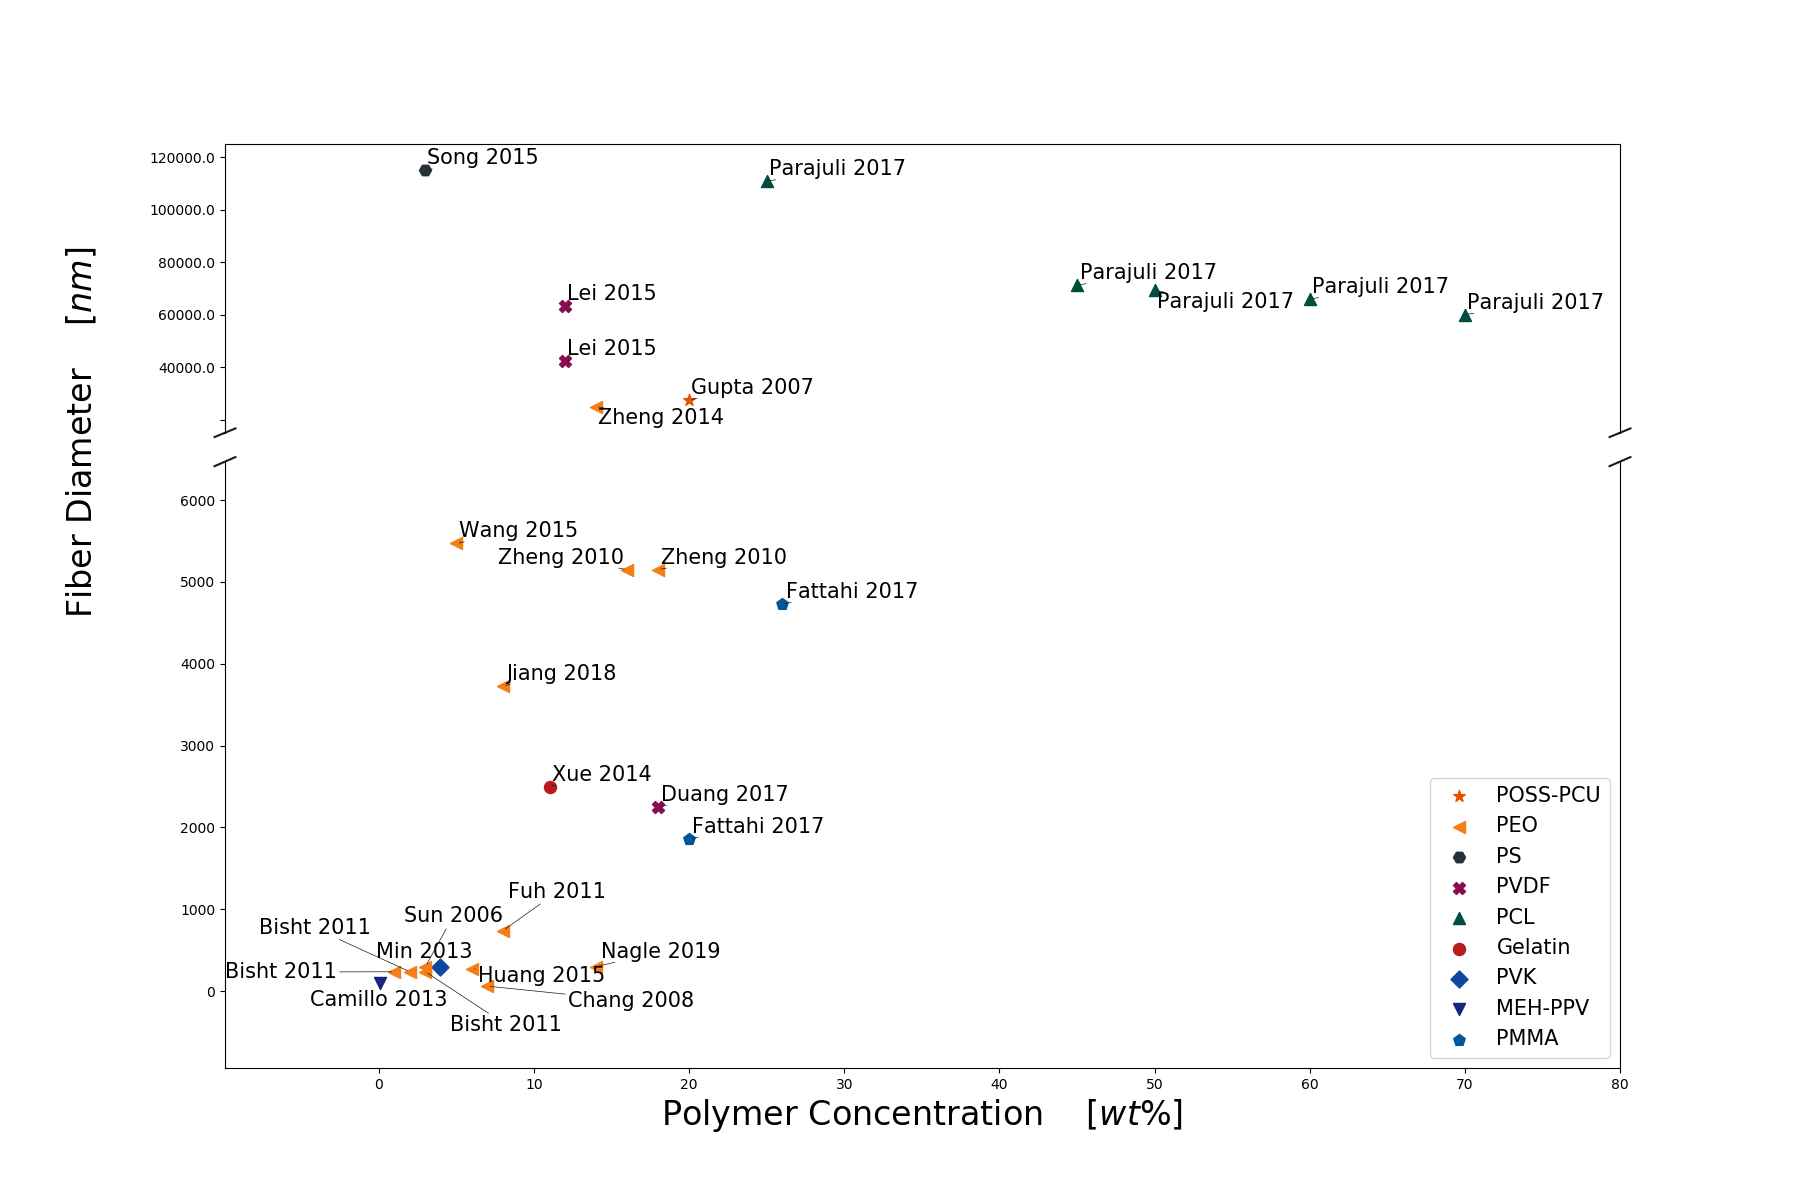 120000.0
100000.0
80000.0
60000.0
40000.0
6000
5000
4000
3000
2000
1000
0
Fiber Diameter [nm]
Song 2015
Parajuli 2017
Parajuli 2017
Parajuli 2017
Parajuli 2017
Parajuli 2017
Lei 2015
Lei 2015
Gupta 2007
Zheng 2014
Wang 2015
Zheng 2010
Zheng 2010
Fattahi 2017
Jiang 2018
Xue 2014
Duang 2017
Fattahi 2017
Fuh 2011
Sun 2006
Bisht 2011
Min 2013
Nagle 2019
Bisht 2011
Huang 2015
Camillo 2013
Chang 2008
Bisht 2011
POSS-PCU
PEO
PS
PVDF
PCL
Gelatin
PVK
MEH-PPV
PMMA
0 10 20 30 40 50 60 70 80
Polymer Concentration [wt%]